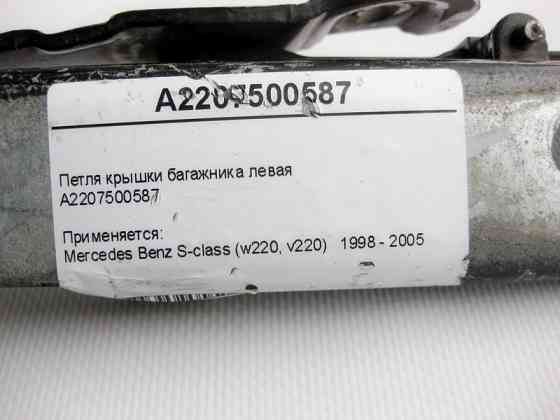 A2207500587
Петля крышки багажника левая
A2207500587
Применяется:
Mercedes Benz S-class (w220, v220) 1998 - 2005